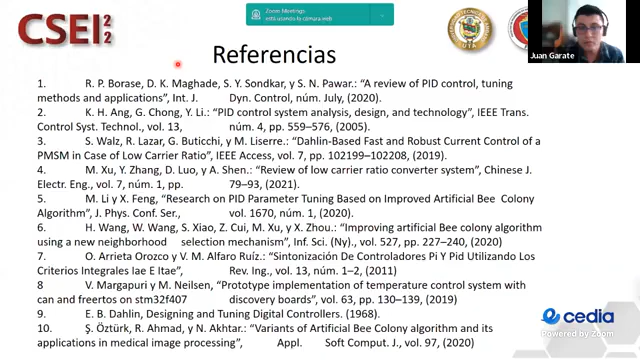 CSEI 22
22
Zoom Meetings
está usando la cámara web
UTA
Juan Garate
Referencias
1. R. P. Borase, D. K. Maghade, S. Y. Sondkar, y S. N. Pawar.: “A review of PID control, tuning
methods and applications”, Int. J. Dyn. Control, núm. July, (2020).
2. K. H. Ang, G. Chong, Y. Li.: “PID control system analysis, design, and technology”, IEEE Trans.
Control Syst. Technol., vol. 13, núm. 4, pp. 559–576, (2005).
3. S. Walz, R. Lazar, G. Buticchi, y M. Liserre.: “Dahlin-Based Fast and Robust Current Control of a
PMSM in Case of Low Carrier Ratio”, IEEE Access, vol. 7, pp. 102199–102208, (2019).
4. M. Xu, Y. Zhang, D. Luo, y A. Shen.: “Review of low carrier ratio converter system”, Chinese J.
Electr. Eng., vol. 7, núm. 1, pp. 79–93, (2021).
5. M. Li y X. Feng, “Research on PID Parameter Tuning Based on Improved Artificial Bee Colony
Algorithm”, J. Phys. Conf. Ser., vol. 1670, núm. 1, (2020).
6. H. Wang, W. Wang, S. Xiao, Z. Cui, M. Xu, y X. Zhou.: “Improving artificial Bee colony algorithm
using a new neighborhood selection mechanism”, Inf. Sci. (Ny)., vol. 527, pp. 227–240, (2020)
7. O. Arrieta Orozco y V. M. Alfaro Ruíz.: “Sintonización De Controladores Pi Y Pid Utilizando Los
Criterios Integrales Iae E Itae”, Rev. Ing., vol. 13, núm. 1–2, (2011)
8 V. Margapuri y M. Neilsen, “Prototype implementation of temperature control system with
can and freertos on stm32f407 discovery boards”, vol. 63, pp. 130–139, (2019)
9. E. B. Dahlin, Designing and Tuning Digital Controllers. (1968).
10. Ş. Öztürk, R. Ahmad, y N. Akhtar.: “Variants of Artificial Bee Colony algorithm and its
applications in medical image processing”, Appl. Soft Comput. J., vol. 97, (2020)
cedia
Powered by Zoom